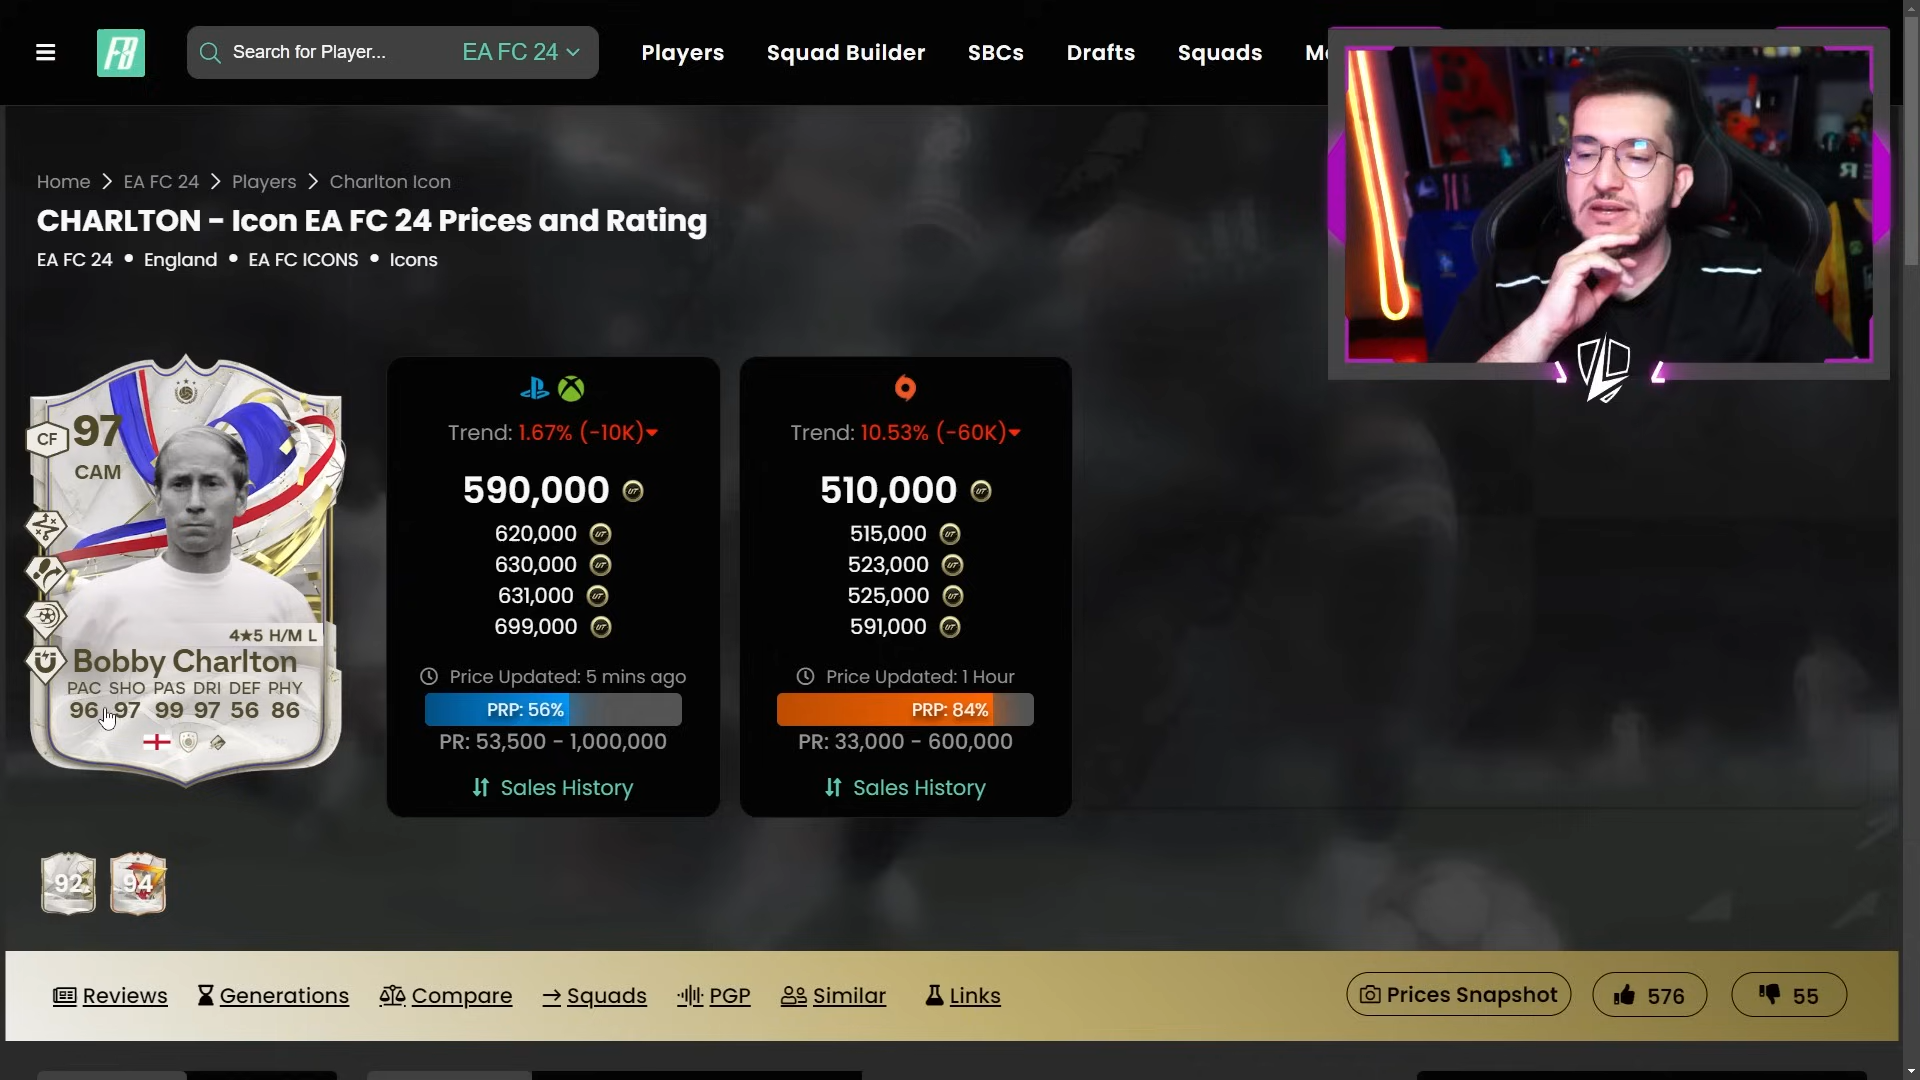 FB
Search for Player...
EA FC 24
Players
Squad Builder
SBCs
Drafts
Squads
Home > EA FC 24 > Players > Charlton Icon
CHARLTON - Icon EA FC 24 Prices and Rating
EA FC 24 • England • EA FC ICONS • Icons
97
CF
CAM
4★5 H/M L
Bobby Charlton
PAC SHO PAS DRI DEF PHY
96 97 99 97 56 86
Trend: 1.67% (-10K)
590,000
620,000
630,000
631,000
699,000
Price Updated: 5 mins ago
PRP: 56%
PR: 53,500 - 1,000,000
Sales History
Trend: 10.53% (-60K)
510,000
515,000
523,000
525,000
591,000
Price Updated: 1 Hour
PRP: 84%
PR: 33,000 - 600,000
Sales History
92
94
Reviews
Generations
Compare
Squads
PGP
Similar
Links
Prices Snapshot
576
55